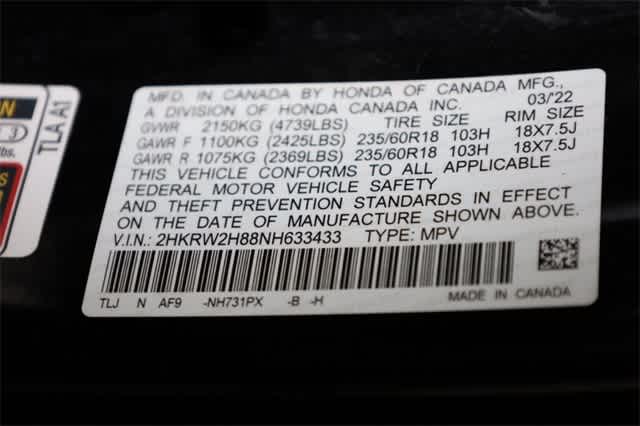 MFD. IN CANADA BY HONDA OF CANADA MFG.,
A DIVISION OF HONDA CANADA INC. 03/'22
GVWR 2150KG (4739LBS) TIRE SIZE RIM SIZE
GAWR F 1100KG (2425LBS) 235/60R18 103H 18X7.5J
GAWR R 1075KG (2369LBS) 235/60R18 103H 18X7.5J
THIS VEHICLE CONFORMS TO ALL APPLICABLE
FEDERAL MOTOR VEHICLE SAFETY
AND THEFT PREVENTION STANDARDS IN EFFECT
ON THE DATE OF MANUFACTURE SHOWN ABOVE.
V.I.N.: 2HKRW2H88NH633433 TYPE: MPV
TLJ N AF9 -NH731PX -B -H MADE IN CANADA
TLA A1
N
3
lbs.
S